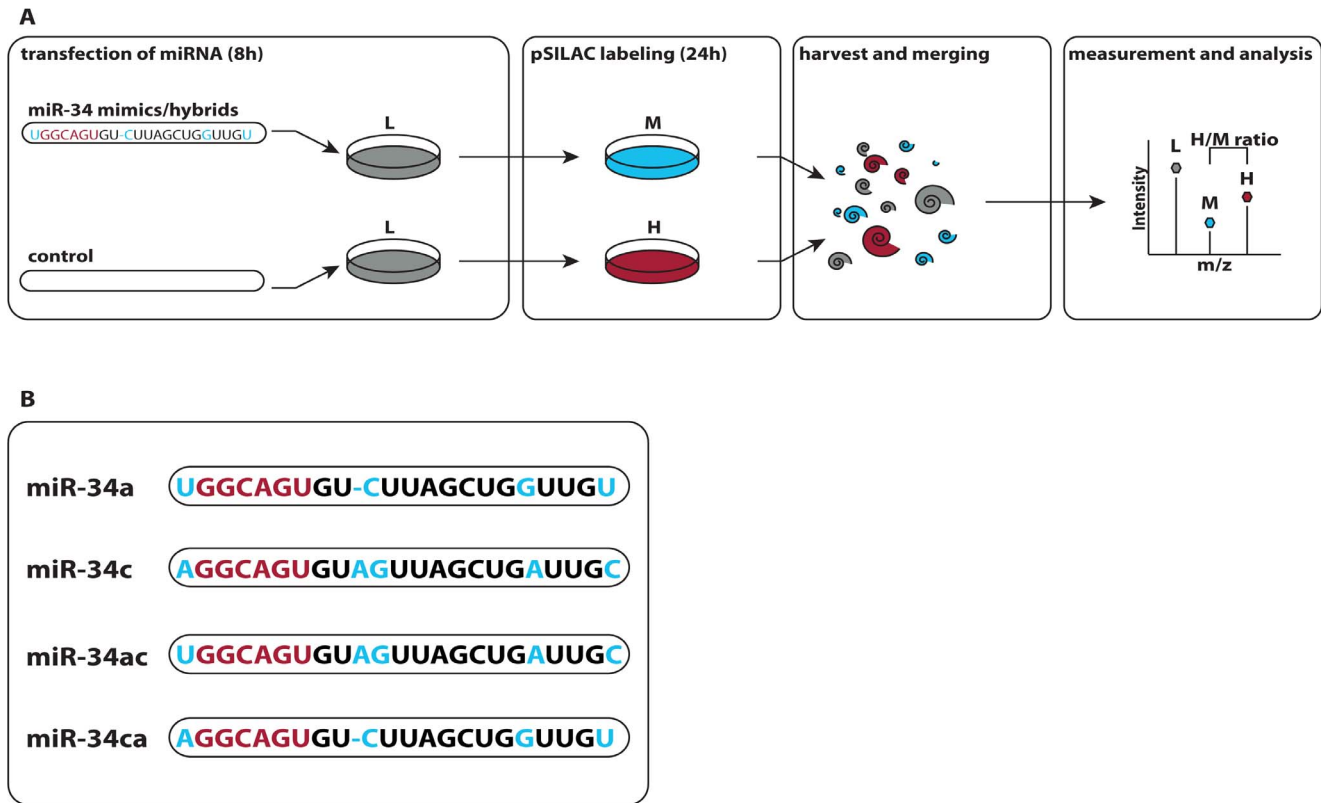 A
transfection of miRNA (8h)
pSILAC labeling (24h)
harvest and merging
measurement and analysis
miR-34 mimics/hybrids
UGGCAGUGU-CUUAGCUGGUUGU
L
M
L
H/M ratio
M
H
Intensity
m/z
control
L
H
B
miR-34a UGGCAGUGU-CUUAGCUGGUUGU
miR-34c AGGCAGUGUAGUUAGCUGAUUGC
miR-34ac UGGCAGUGUAGUUAGCUGAUUGC
miR-34ca AGGCAGUGU-CUUAGCUGGUUGU